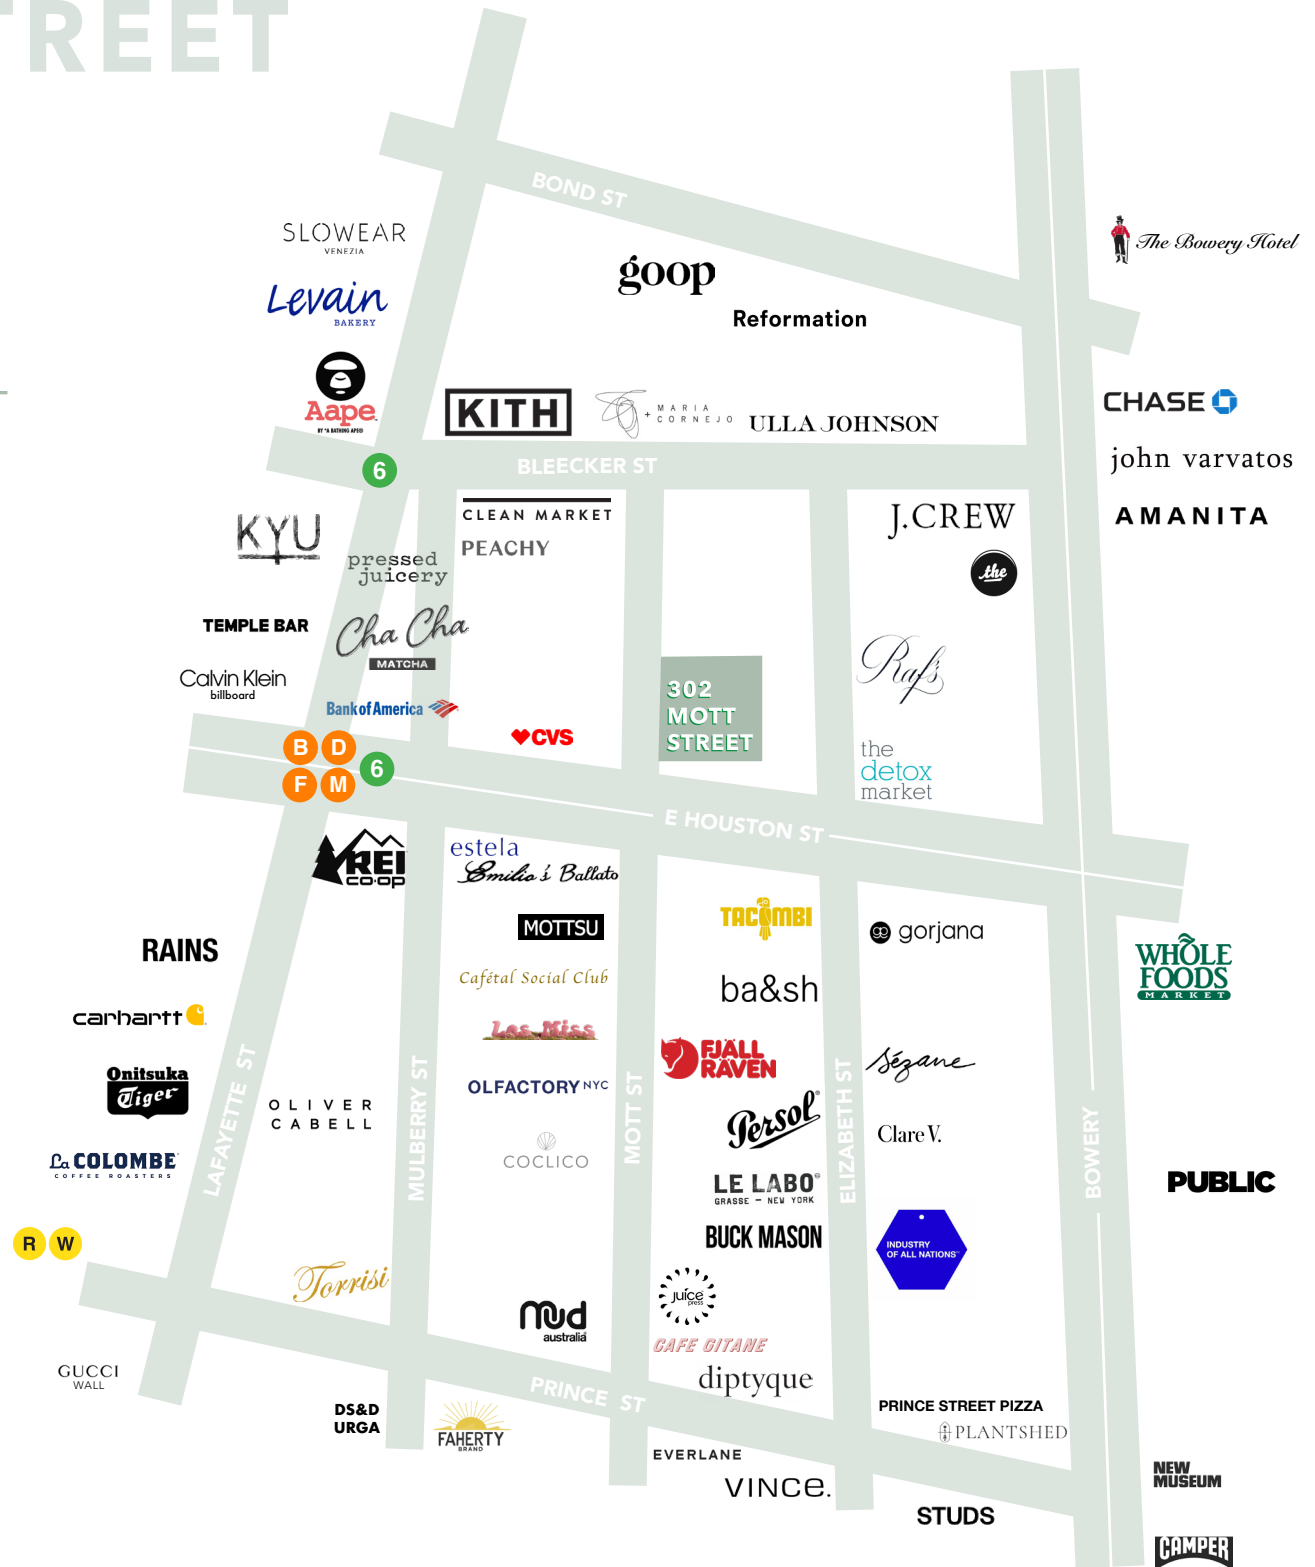 TREET
BOND ST
SLOWEAR
VENEZIA
The Bowery Hotel
goop
Levain
BAKERY
Reformation
Aape
BY *A BATHING APE®
KITH
+ MARIA
CORNEJO
ULLA JOHNSON
CHASE
john varvatos
AMANITA
6
BLEECKER ST
KYU
CLEAN MARKET
PEACHY
J.CREW
the
pressed
juicery
TEMPLE BAR
Cha Cha
MATCHA
Calvin Klein
billboard
Raf's
302
MOTT
STREET
Bank of America
CVS
the
detox
market
B
D
F
M
6
E HOUSTON ST
REI
co·op
estela
Emilio's Ballato
MOTTSU
TACOMBI
gorjana
RAINS
WHOLE
FOODS
MARKET
Cafétal Social Club
ba&sh
carhartt
Los Miss
FJÄLL
RÄVEN
Sézane
Onitsuka
Tiger
OLFACTORY NYC
OLIVER
CABELL
Persol
Clare V.
LAFAYETTE ST
MULBERRY ST
MOTT ST
ELIZABETH ST
BOWERY
La COLOMBE
COFFEE ROASTERS
COCLICO
LE LABO
GRASSE - NEW YORK
PUBLIC
R
W
BUCK MASON
INDUSTRY
OF ALL NATIONS™
Torrisi
juice
press
mud
australia
CAFE GITANE
GUCCI
WALL
PRINCE ST
diptyque
DS&D
URGA
FAHERTY
BRAND
PRINCE STREET PIZZA
PLANTSHED
EVERLANE
VINCE.
NEW
MUSEUM
STUDS
CAMPER